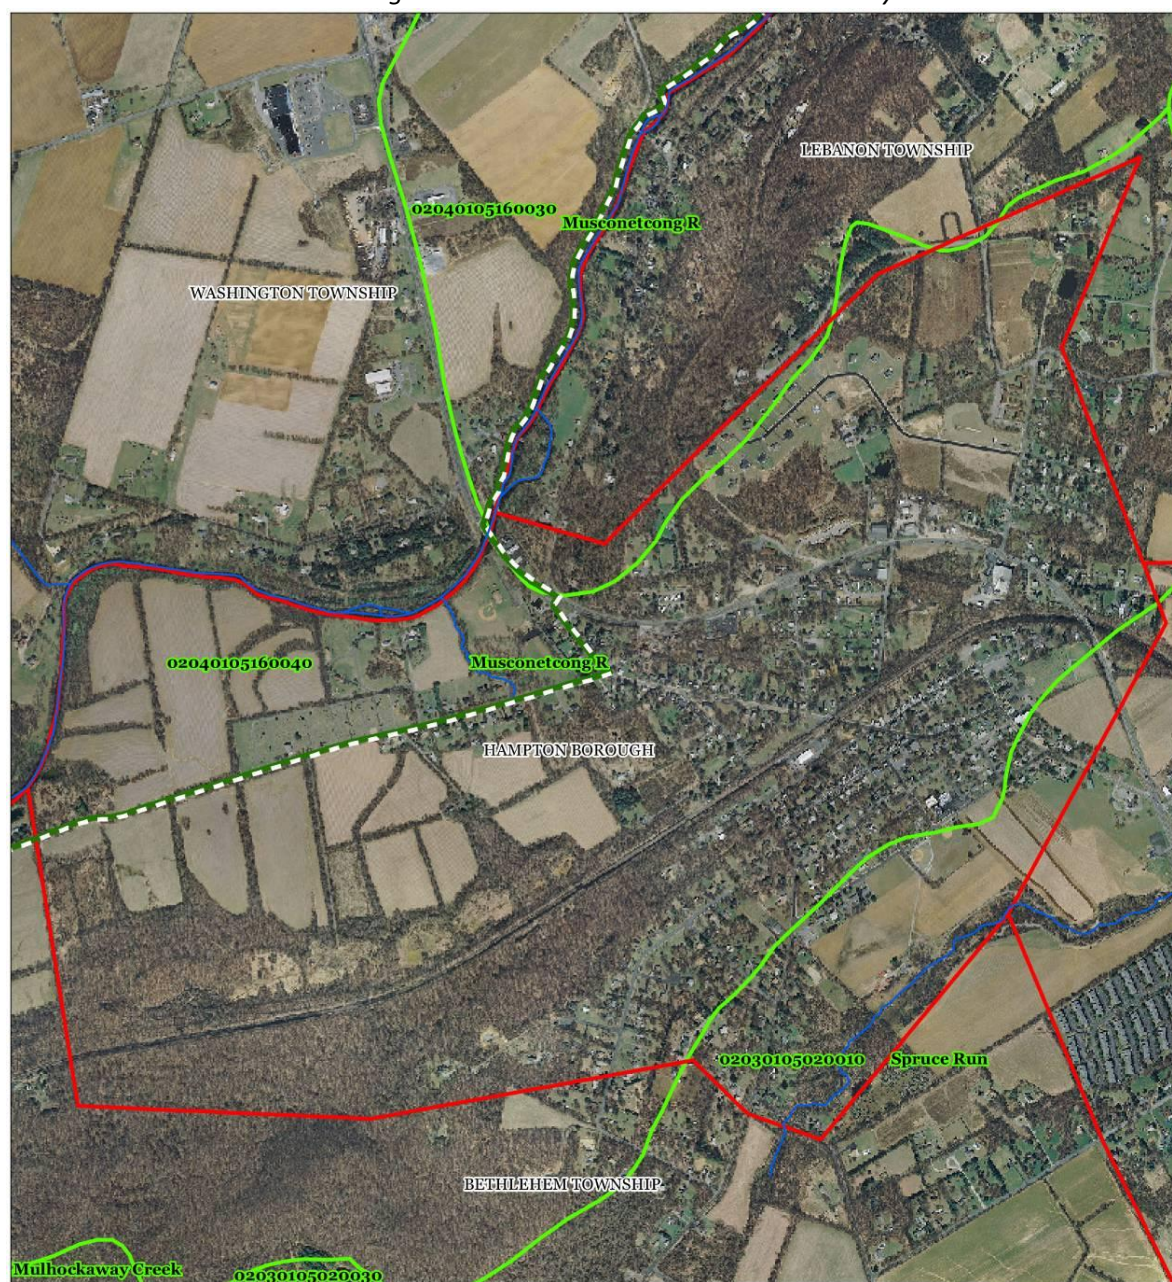 LEBANON TOWNSHIP
02040105160030
Musconetcong R
WASHINGTON TOWNSHIP
02040105160040
Musconetcong R
HAMPTON BOROUGH
02030105020010
Spruce Run
BETHLEHEM TOWNSHIP
Mulhockaway Creek
02030105020030